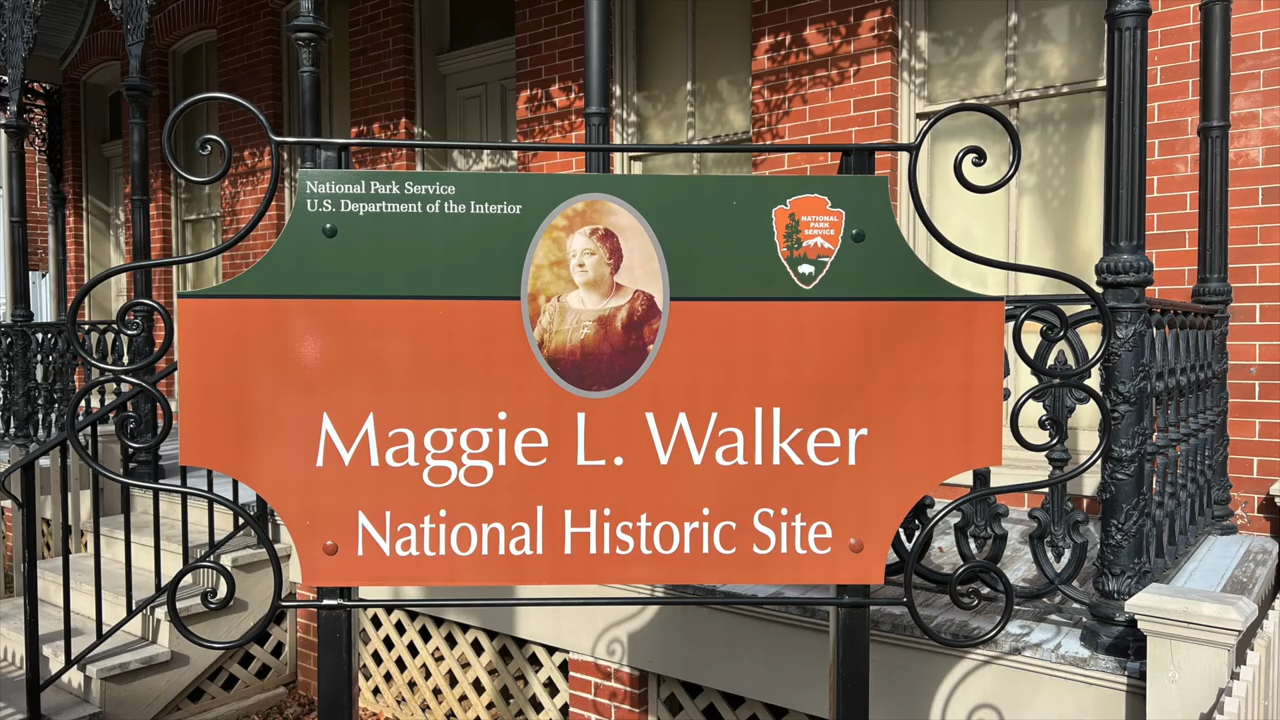 National Park Service
U.S. Department of the Interior
NATIONAL
PARK
SERVICE
Maggie L. Walker
National Historic Site